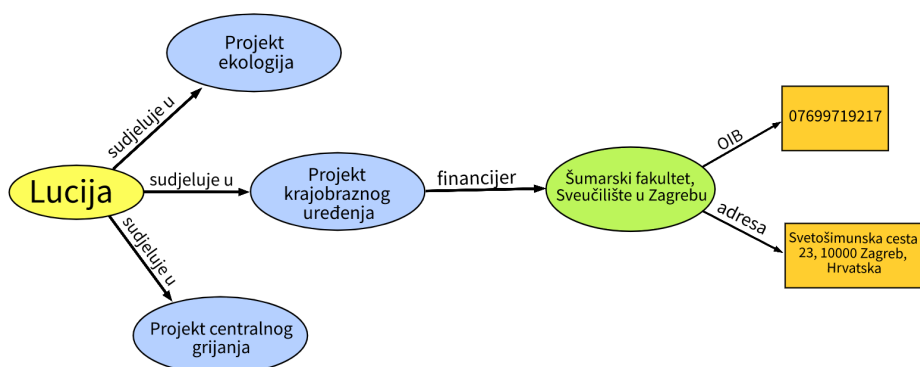 Projekt
ekologija
sudjeluje u
Lucija
sudjeluje u
Projekt
krajobraznog
uređenja
financijer
Šumarski fakultet,
Sveučilište u Zagrebu
OIB
07699719217
adresa
Svetošimunska cesta
23, 10000 Zagreb,
Hrvatska
sudjeluje u
Projekt centralnog
grijanja